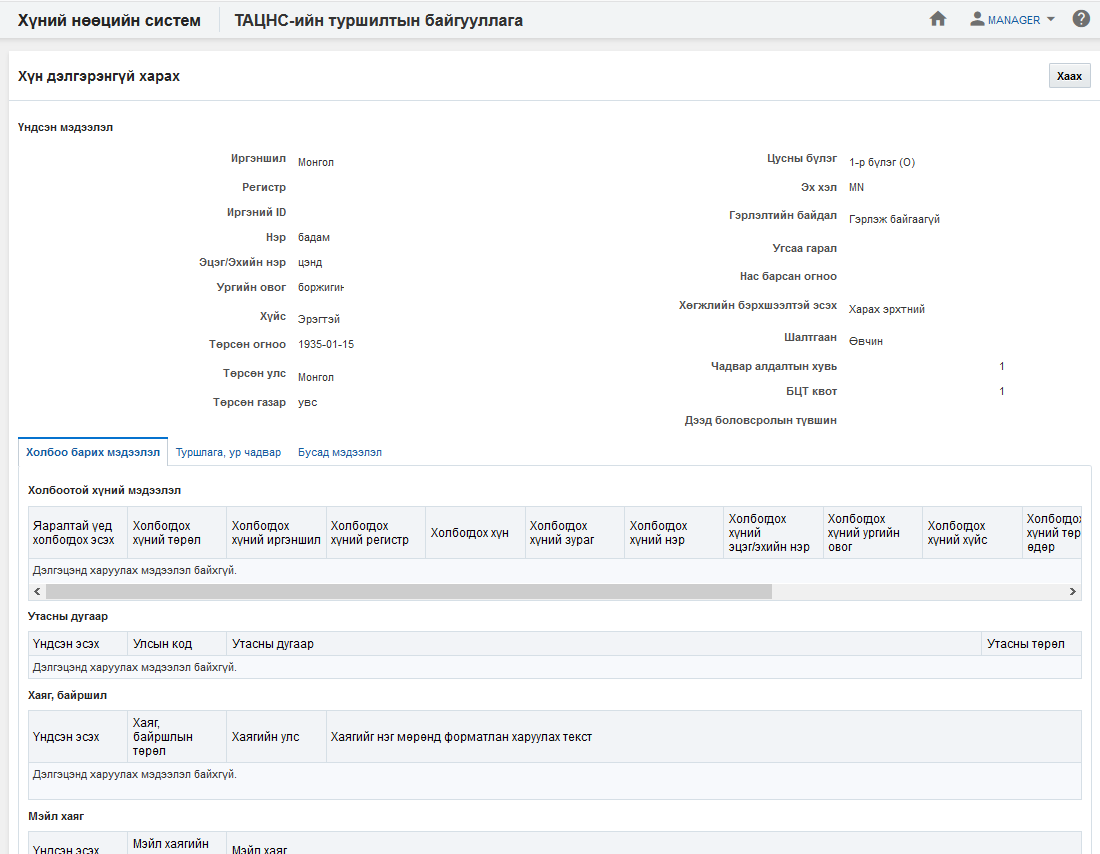 Хүний нөөцийн систем ТАЦНС-ийн туршилтын байгууллага MANAGER
Хүн дэлгэрэнгүй харах Хаах
Үндсэн мэдээлэл
Иргэншил Монгол
Регистр
Иргэний ID
Нэр бадам
Эцэг/Эхийн нэр цэнд
Ургийн овог боржигин
Хүйс Эрэгтэй
Төрсөн огноо 1935-01-15
Төрсөн улс Монгол
Төрсөн газар увс
Цусны бүлэг 1-р бүлэг (O)
Эх хэл MN
Гэрлэлтийн байдал Гэрлэж байгаагүй
Угсаа гарал
Нас барсан огноо
Хөгжлийн бэрхшээлтэй эсэх Харах эрхтний
Шалтгаан Өвчин
Чадвар алдалтын хувь 1
БЦТ квот 1
Дээд боловсролын түвшин
Холбоо барих мэдээлэл Туршлага, ур чадвар Бусад мэдээлэл
Холбоотой хүний мэдээлэл
Яаралтай үед
холбогдох эсэх
Холбогдох
хүний төрөл
Холбогдох
хүний иргэншил
Холбогдох
хүний регистр
Холбогдох хүн
Холбогдох
хүний зураг
Холбогдох
хүний нэр
Холбогдох
хүний
эцэг/эхийн нэр
Холбогдох
хүний ургийн
овог
Холбогдох
хүний хүйс
Холбогдох
хүний төр
өдөр
Дэлгэцэнд харуулах мэдээлэл байхгүй.
Утасны дугаар
Үндсэн эсэх Улсын код Утасны дугаар Утасны төрөл
Дэлгэцэнд харуулах мэдээлэл байхгүй.
Хаяг, байршил
Үндсэн эсэх
Хаяг,
байршлын
төрөл
Хаягийн улс
Хаягийг нэг мөрөнд форматлан харуулах текст
Дэлгэцэнд харуулах мэдээлэл байхгүй.
Мэйл хаяг
Үндсэн эсэх
Мэйл хаягийн
Мэйл хаяг